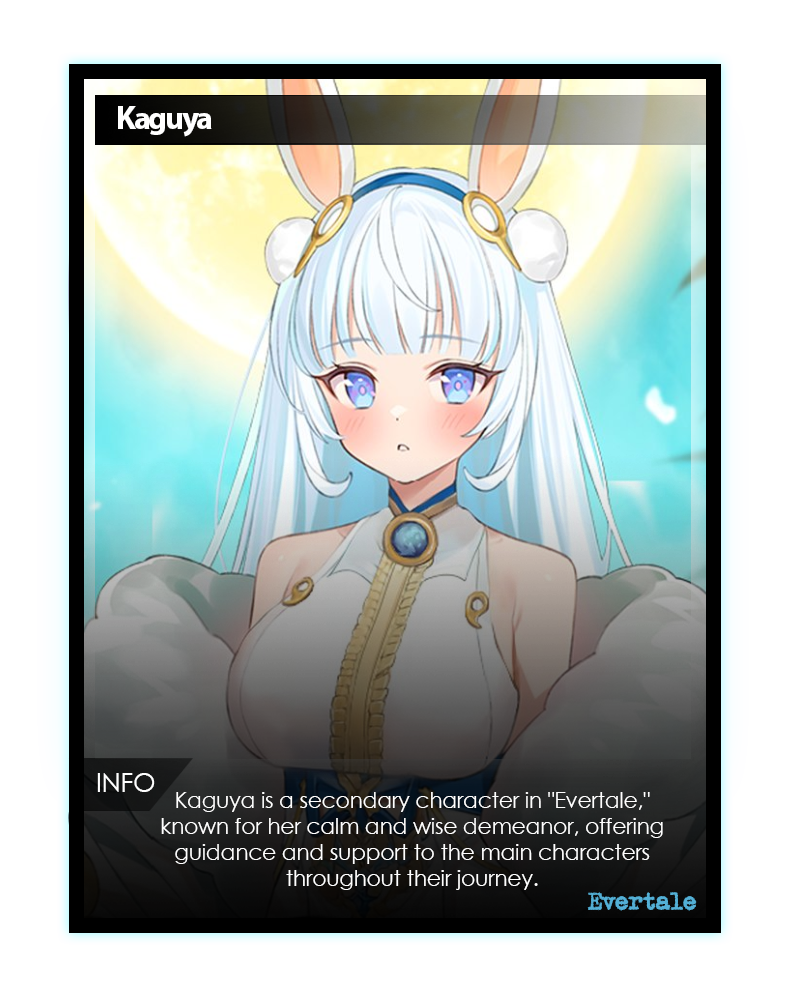 Kaguya
INFO
Kaguya is a secondary character in "Evertale,"
known for her calm and wise demeanor, offering
guidance and support to the main characters
throughout their journey.
Evertale